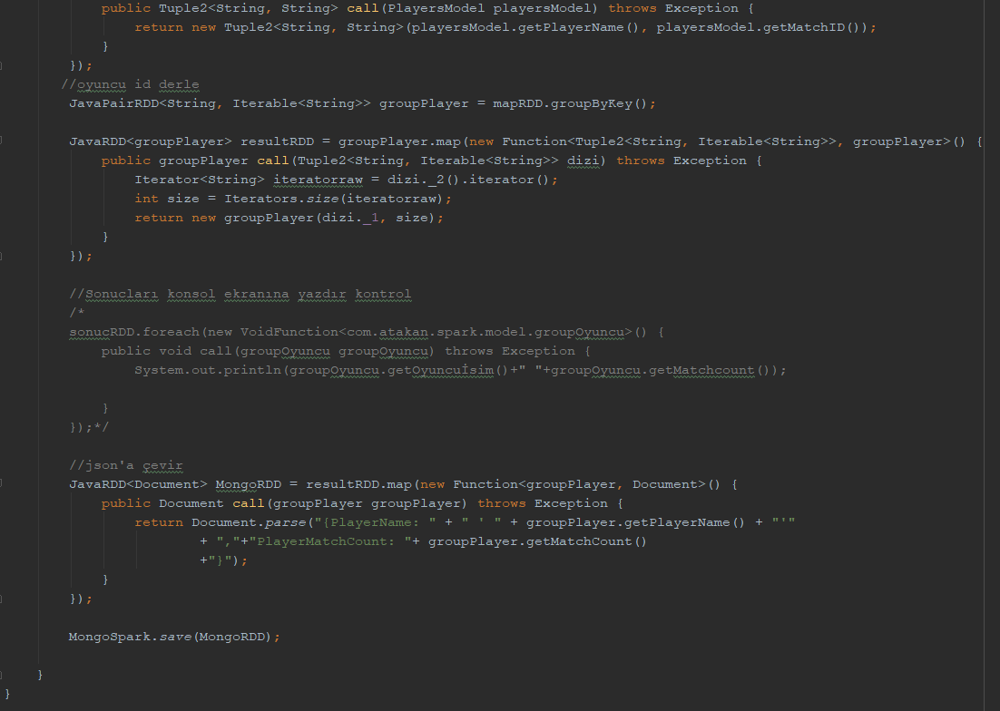 public Tuple2<String, String> call(PlayersModel playersModel) throws Exception {
return new Tuple2<String, String>(playersModel.getPlayerName(), playersModel.getMatchID());
}
});
//oyuncu id derle
JavaPairRDD<String, Iterable<String>> groupPlayer = mapRDD.groupByKey();
JavaRDD<groupPlayer> resultRDD = groupPlayer.map(new Function<Tuple2<String, Iterable<String>>, groupPlayer>() {
public groupPlayer call(Tuple2<String, Iterable<String>> dizi) throws Exception {
Iterator<String> iteratorraw = dizi._2().iterator();
int size = Iterators.size(iteratorraw);
return new groupPlayer(dizi._1, size);
}
});
//Sonucları konsol ekranına yazdır kontrol
/*
sonucRDD.foreach(new VoidFunction<com.atakan.spark.model.groupOyuncu>() {
public void call(groupOyuncu groupOyuncu) throws Exception {
System.out.println(groupOyuncu.getOyuncuİsim()+" "+groupOyuncu.getMatchcount());
}
});*/
//json'a çevir
JavaRDD<Document> MongoRDD = resultRDD.map(new Function<groupPlayer, Document>() {
public Document call(groupPlayer groupPlayer) throws Exception {
return Document.parse("{PlayerName: " + " ' " + groupPlayer.getPlayerName() + "'"
+ ","+"PlayerMatchCount: "+ groupPlayer.getMatchCount()
+"}");
}
});
MongoSpark.save(MongoRDD);
}
}